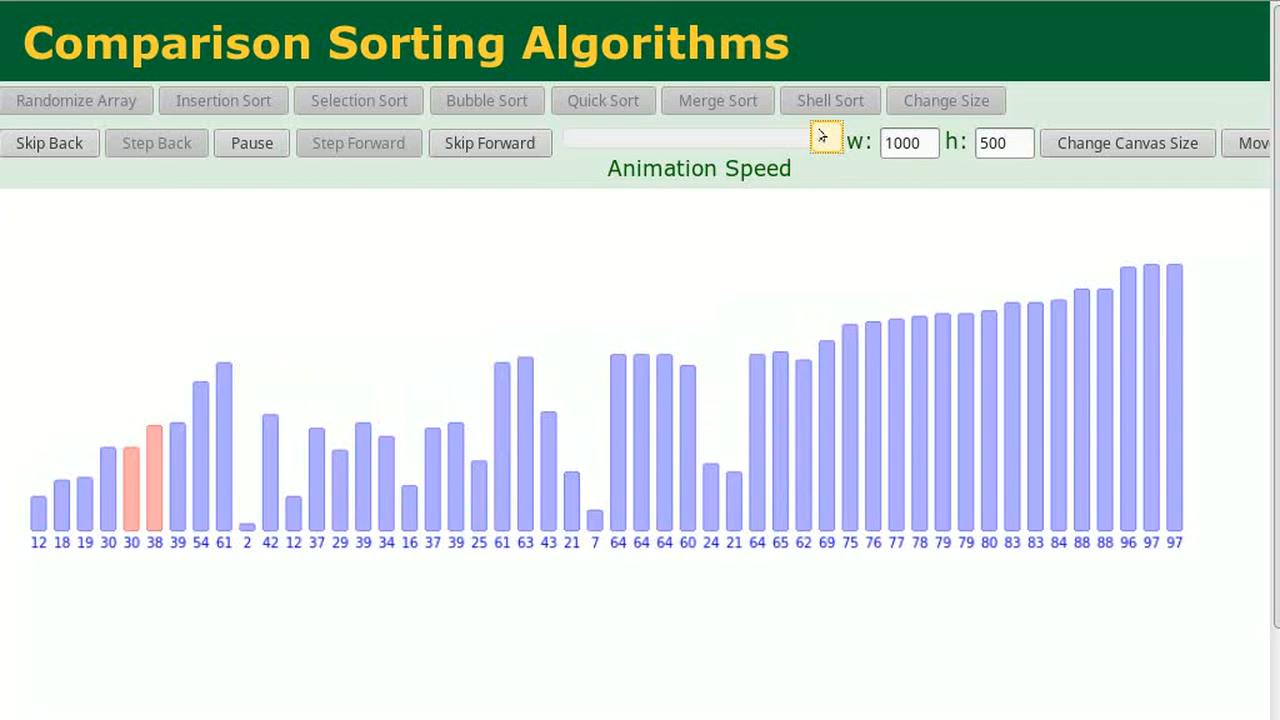 Comparison Sorting Algorithms
Randomize Array Insertion Sort Selection Sort Bubble Sort Quick Sort Merge Sort Shell Sort Change Size
Skip Back Step Back Pause Step Forward Skip Forward w: 1000 h: 500 Change Canvas Size
Animation Speed
12 18 19 30 30 38 39 54 61 2 42 12 37 29 39 34 16 37 39 25 61 63 43 21 7 64 64 64 60 24 21 64 65 62 69 75 76 77 78 79 79 80 83 83 84 88 88 96 97 97